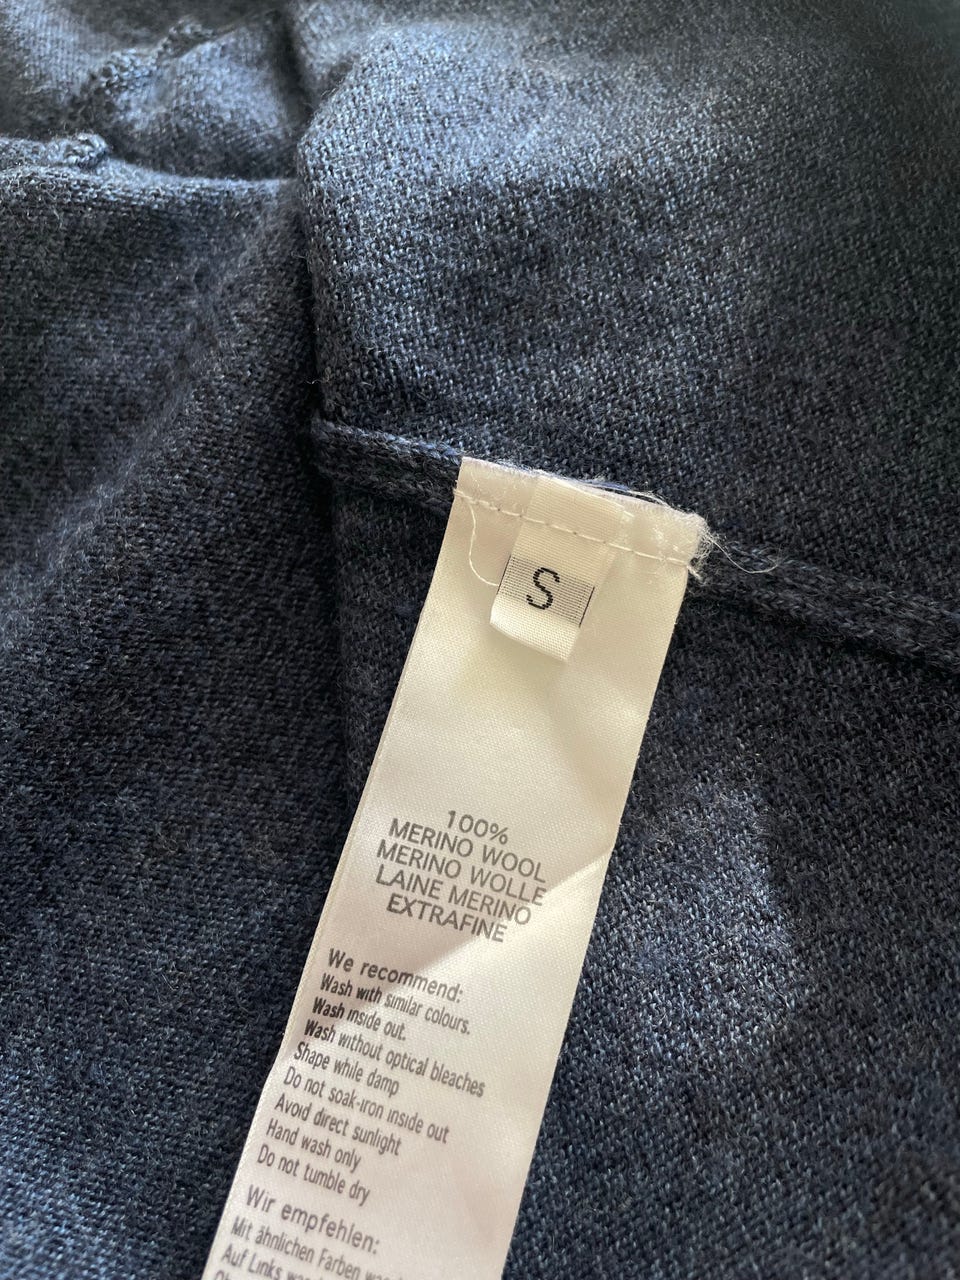 S
100%
MERINO WOOL
MERINO WOLLE
LAINE MERINO
EXTRAFINE
We recommend:
Wash with similar colours.
Wash inside out.
Wash without optical bleaches
Shape while damp
Do not soak-iron inside out
Avoid direct sunlight
Hand wash only
Do not tumble dry
Wir empfehlen:
Mit ähnlichen Farben
Auf Links